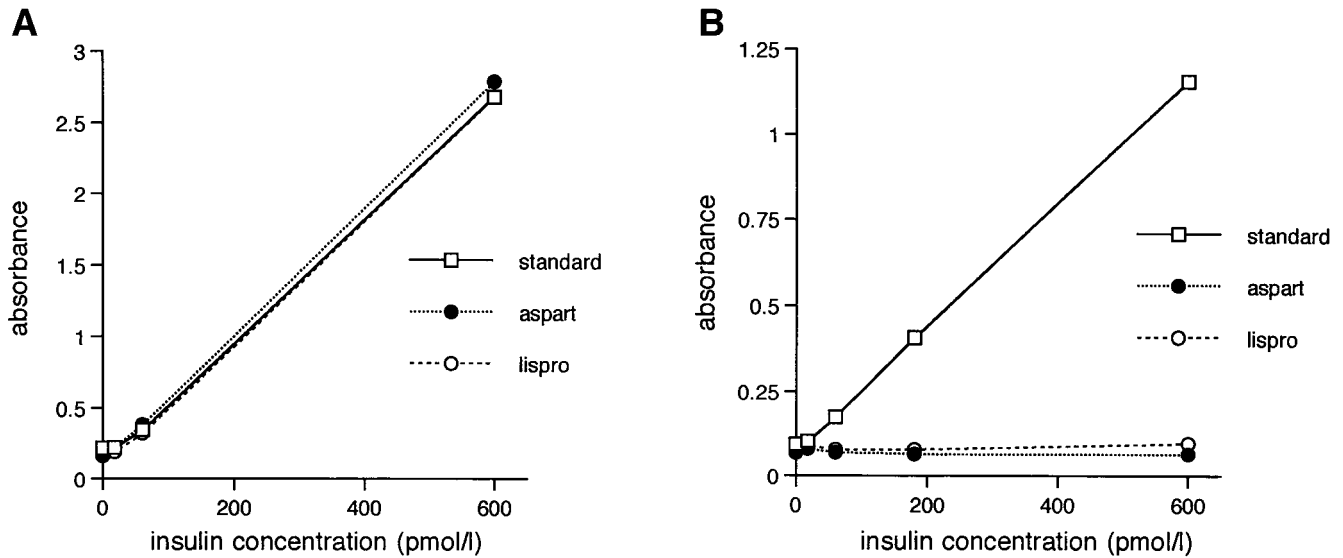 A
3
2.5
2
1.5
1
0.5
0
absorbance
0
200
400
600
insulin concentration (pmol/l)
standard
aspart
lispro
B
1.25
1
0.75
0.5
0.25
0
absorbance
0
200
400
600
insulin concentration (pmol/l)
standard
aspart
lispro